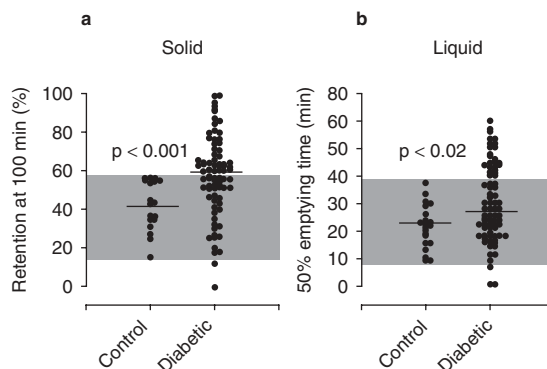 a
Solid
Retention at 100 min (%)
100
80
60
40
20
0
p < 0.001
Control
Diabetic
b
Liquid
50% emptying time (min)
80
70
60
50
40
30
20
10
0
p < 0.02
Control
Diabetic